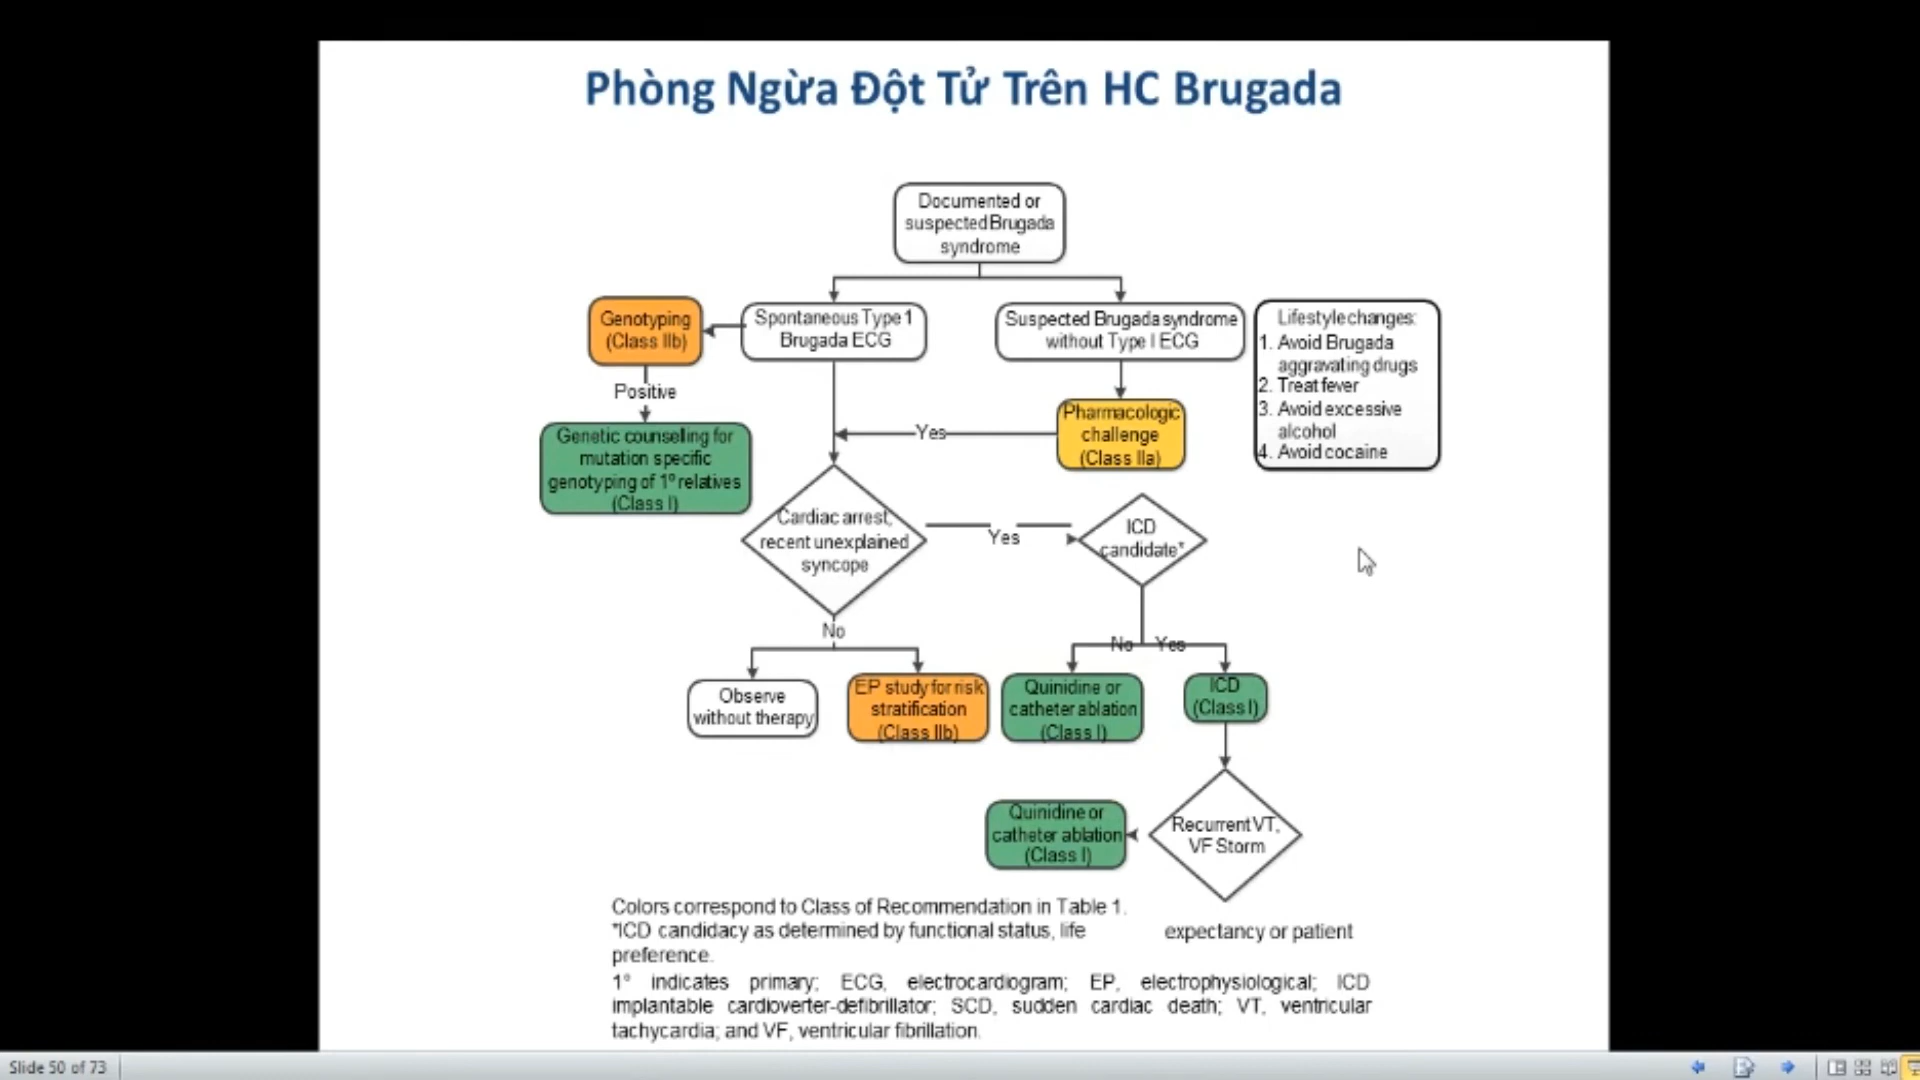 Phòng Ngừa Đột Tử Trên HC Brugada
Documented or
suspected Brugada
syndrome
Genotyping
(Class IIb)
Spontaneous Type 1
Brugada ECG
Suspected Brugada syndrome
without Type I ECG
Lifestyle changes:
1. Avoid Brugada
aggravating drugs
2. Treat fever
3. Avoid excessive
alcohol
4. Avoid cocaine
Positive
Genetic counselling for
mutation specific
genotyping of 1° relatives
(Class I)
Yes
Pharmacologic
challenge
(Class IIa)
Cardiac arrest,
recent unexplained
syncope
Yes
ICD
candidate*
No
No Yes
Observe
without therapy
EP study for risk
stratification
(Class IIb)
Quinidine or
catheter ablation
(Class I)
ICD
(Class I)
Quinidine or
catheter ablation
(Class I)
Recurrent VT,
VF Storm
Colors correspond to Class of Recommendation in Table 1.
*ICD candidacy as determined by functional status, life expectancy or patient
preference.
1° indicates primary; ECG, electrocardiogram; EP, electrophysiological; ICD
implantable cardioverter-defibrillator; SCD, sudden cardiac death; VT, ventricular
tachycardia; and VF, ventricular fibrillation.
Slide 50 of 73